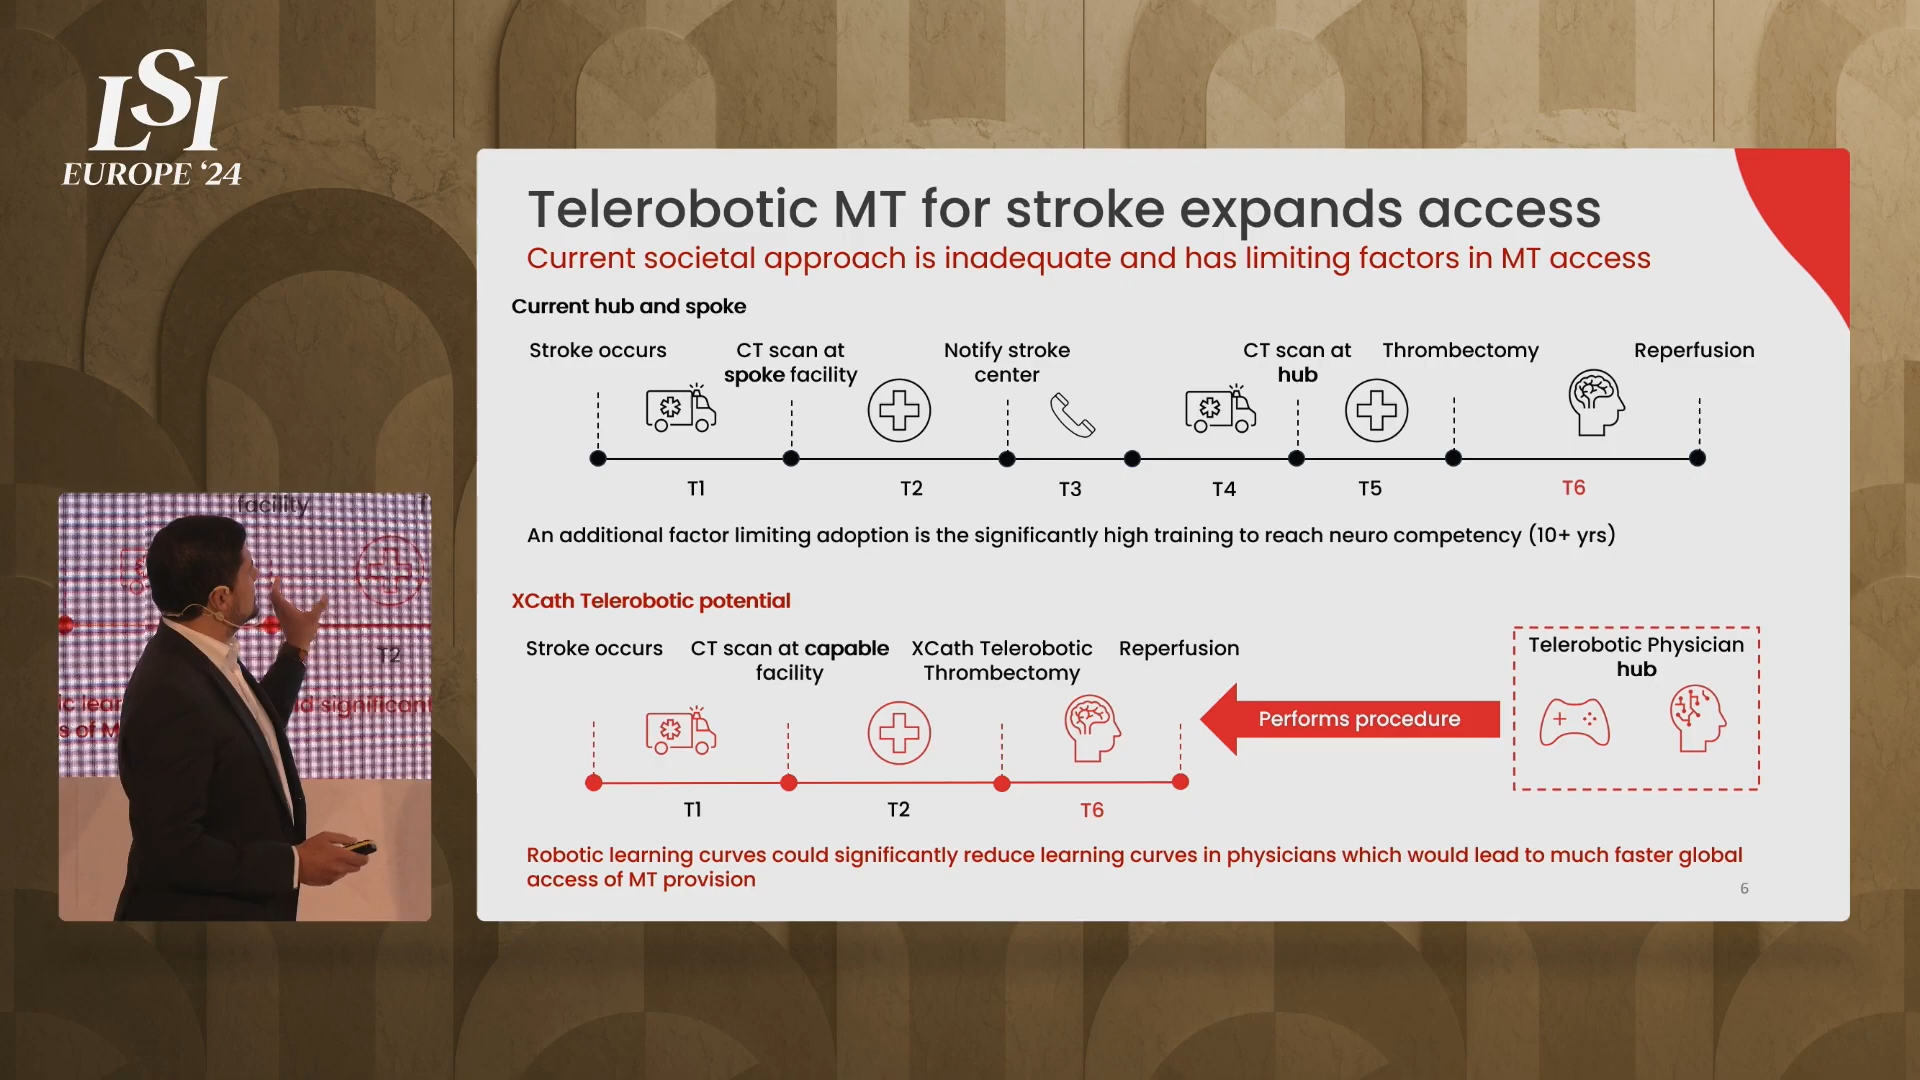 LSI
EUROPE ‘24
Telerobotic MT for stroke expands access
Current societal approach is inadequate and has limiting factors in MT access
Current hub and spoke
Stroke occurs
CT scan at
spoke facility
Notify stroke
center
CT scan at
hub
Thrombectomy
Reperfusion
T1
T2
T3
T4
T5
T6
An additional factor limiting adoption is the significantly high training to reach neuro competency (10+ yrs)
XCath Telerobotic potential
Stroke occurs
CT scan at capable
facility
XCath Telerobotic
Thrombectomy
Reperfusion
Telerobotic Physician
hub
Performs procedure
T1
T2
T6
Robotic learning curves could significantly reduce learning curves in physicians which would lead to much faster global
access of MT provision
6
facility
T2
significant